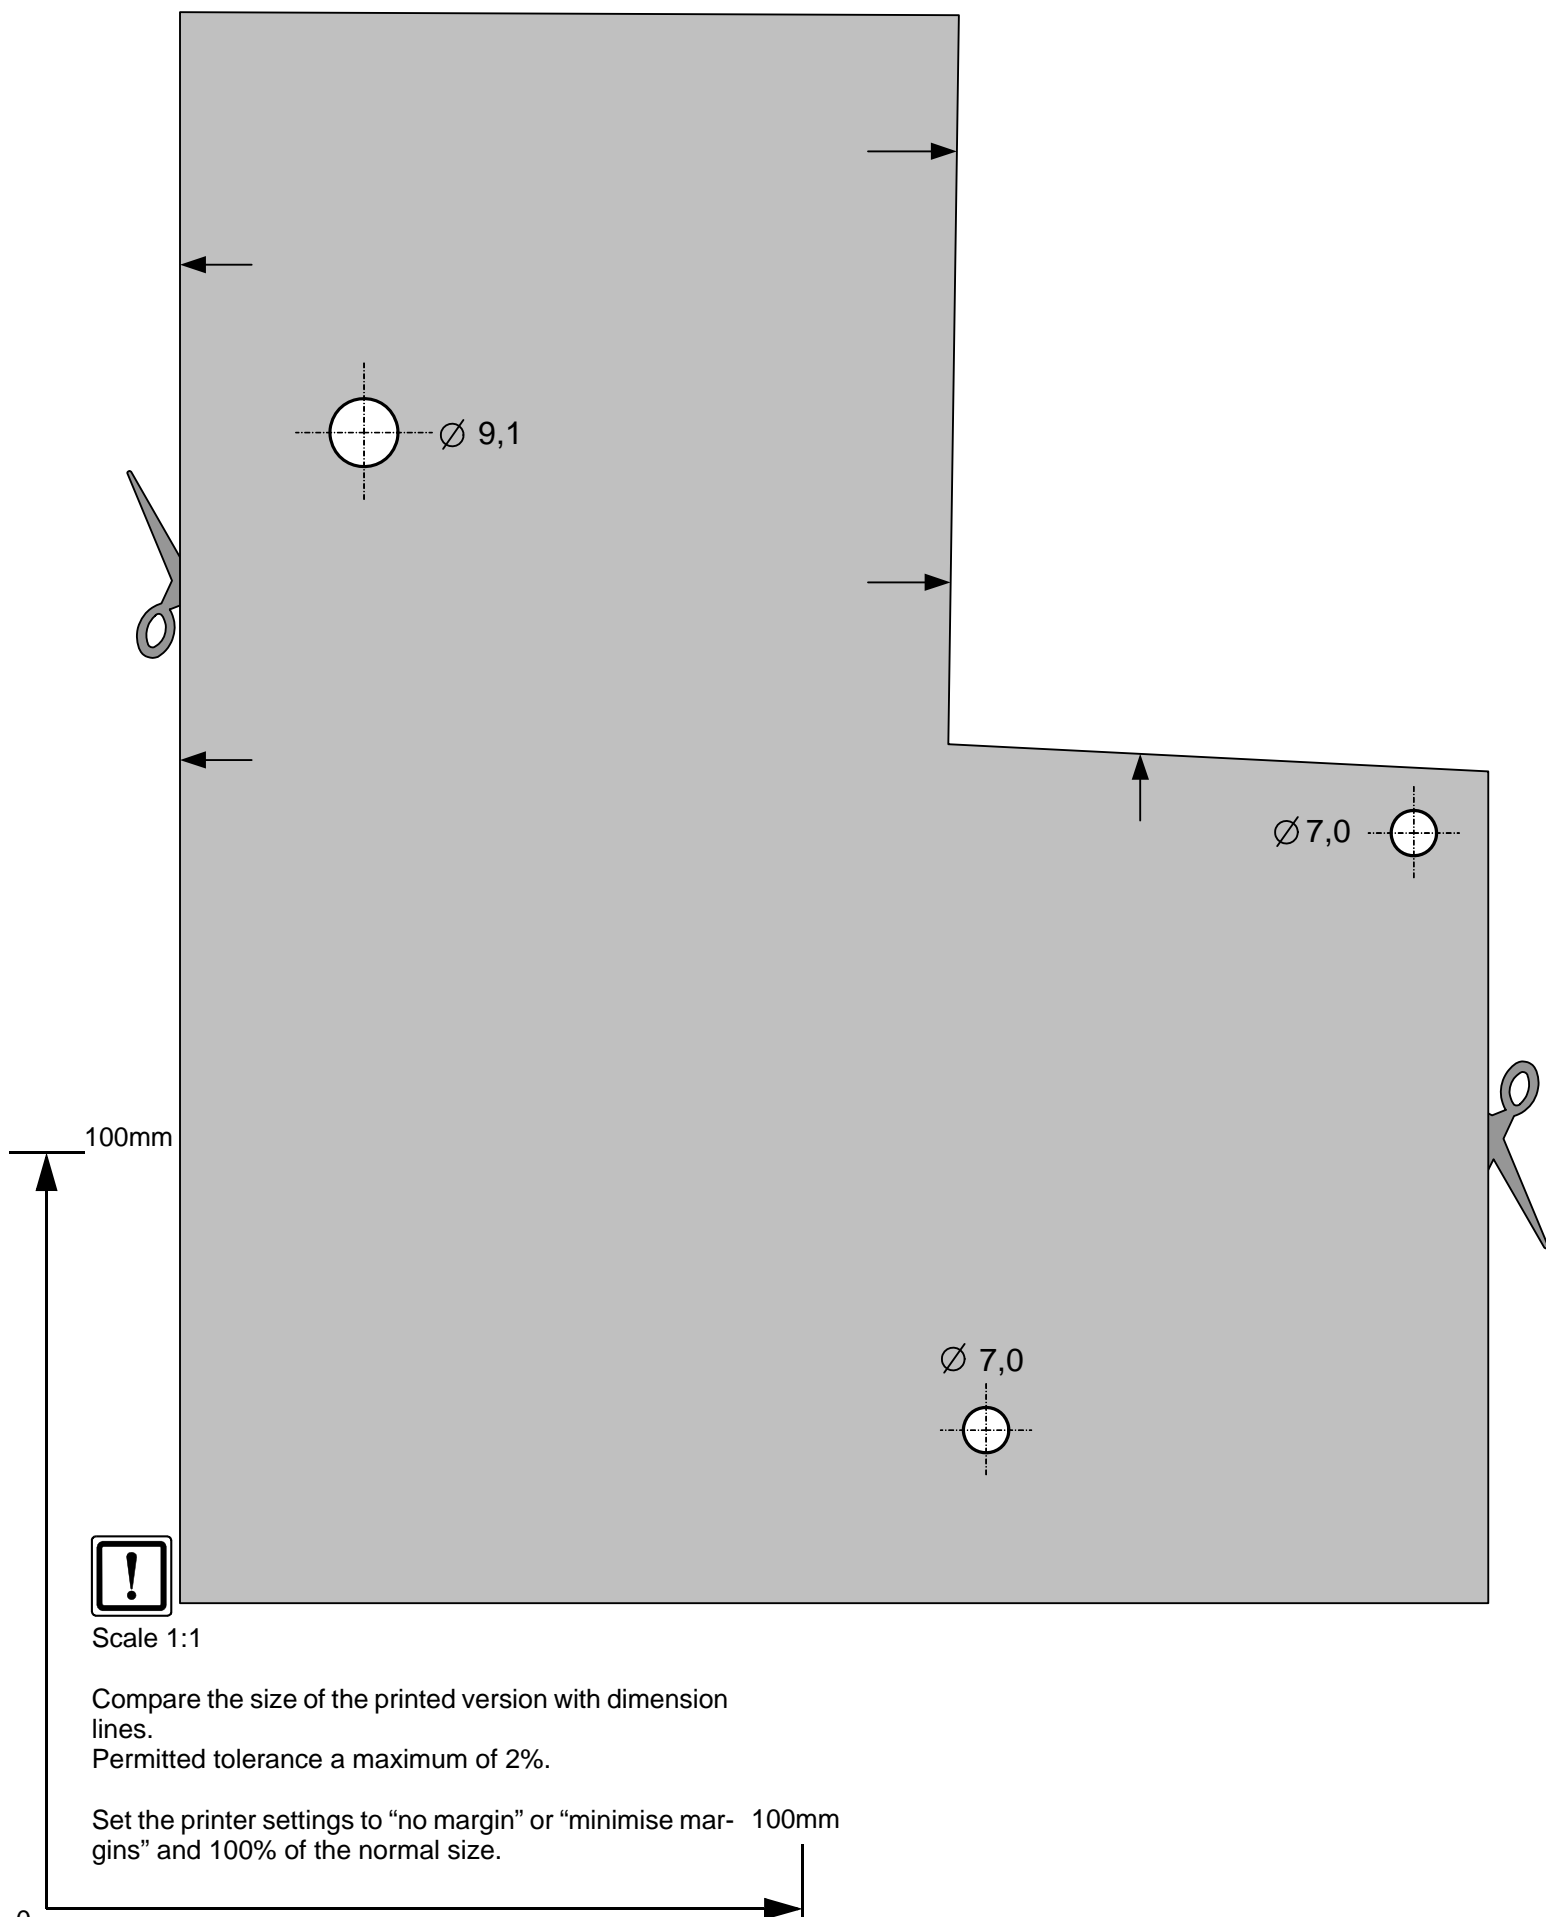 Ø 9,1
Ø 7,0
100mm
Ø 7,0
!
Scale 1:1
Compare the size of the printed version with dimension
lines.
Permitted tolerance a maximum of 2%.
Set the printer settings to “no margin” or “minimise mar-
gins” and 100% of the normal size.
100mm
0